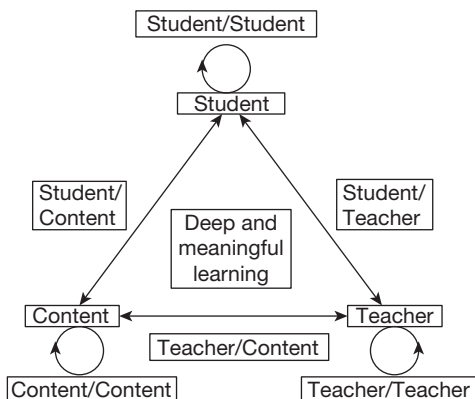 Student/Student
Student
Student/
Content
Student/
Teacher
Deep and
meaningful
learning
Content
Teacher
Teacher/Content
Content/Content
Teacher/Teacher